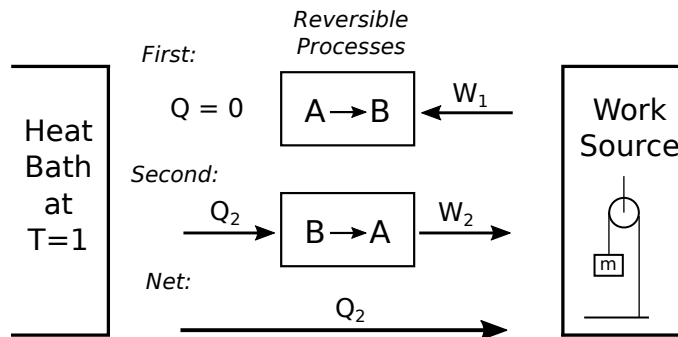 Reversible
Processes
First:
Q = 0
A → B
W₁
Second:
Q₂
B → A
W₂
Net:
Q₂
Heat
Bath
at
T=1
Work
Source
m